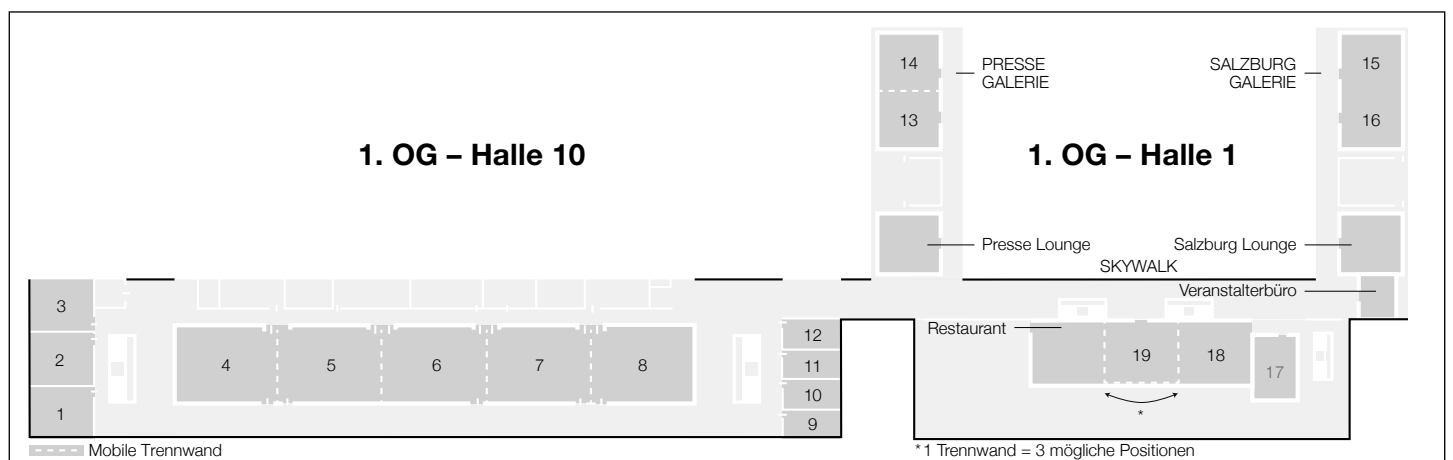 14
PRESSE
GALERIE
SALZBURG
GALERIE
15
13
16
1. OG – Halle 10
1. OG – Halle 1
Presse Lounge
Salzburg Lounge
SKYWALK
Veranstalterbüro
3
Restaurant
12
2
4
5
6
7
8
11
19
18
17
10
1
9
*
Mobile Trennwand
*1 Trennwand = 3 mögliche Positionen